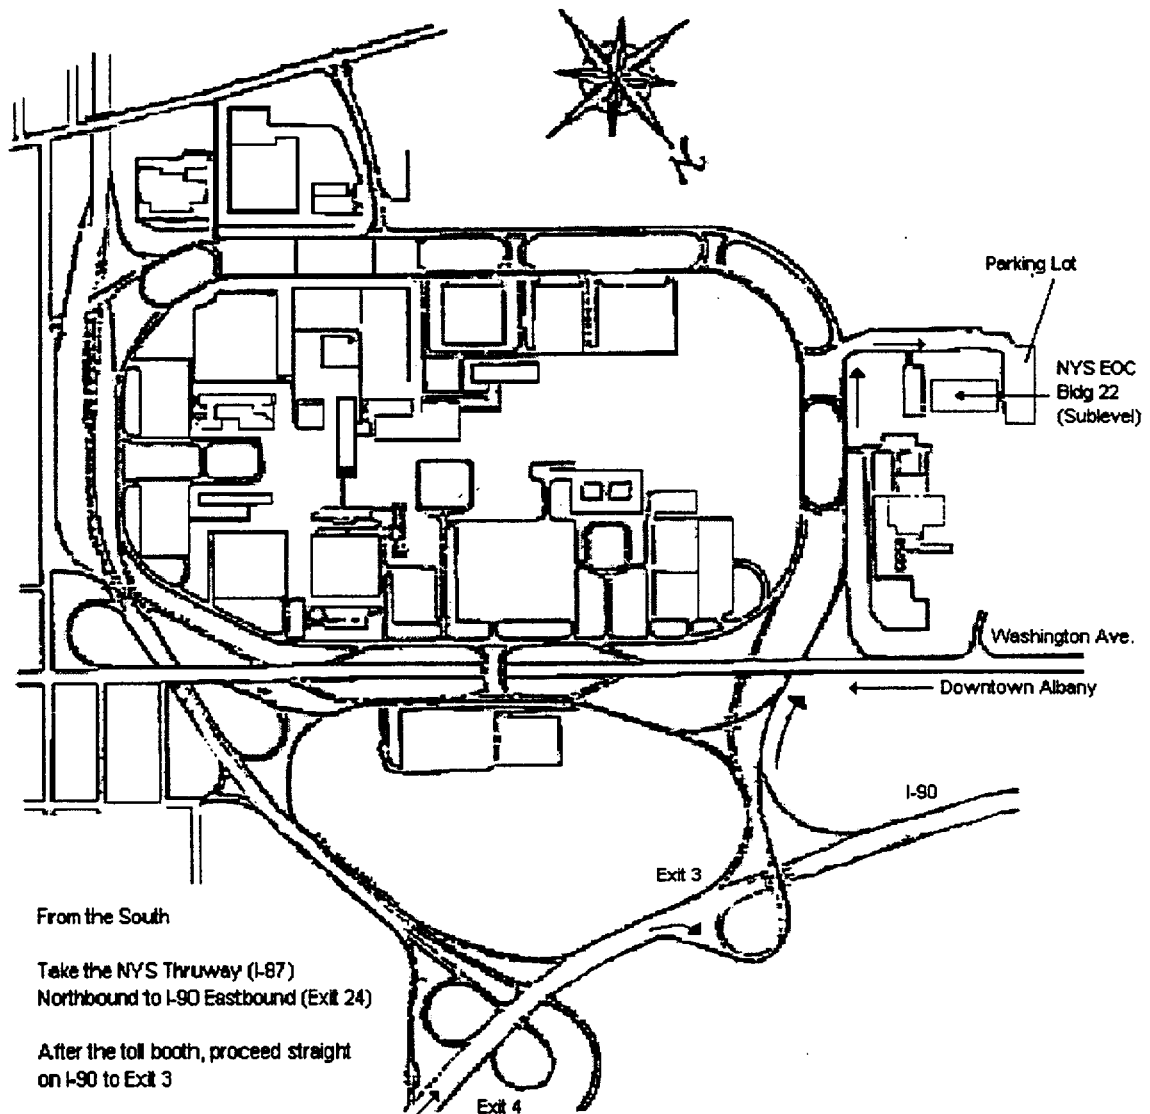 N
Parking Lot
NYS EOC
Bldg 22
(Sublevel)
Washington Ave.
Downtown Albany
I-90
Exit 3
From the South
Take the NYS Thruway (I-87)
Northbound to I-90 Eastbound (Exit 24)
After the toll booth, proceed straight
on I-90 to Exit 3
Exit 4